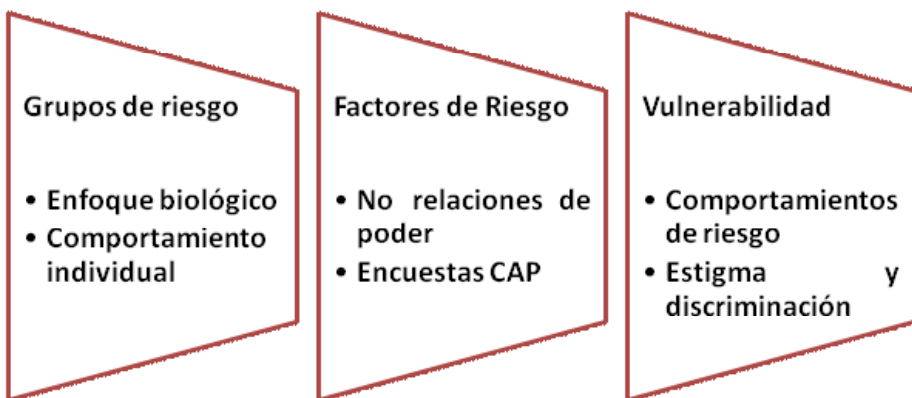 Grupos de riesgo
• Enfoque biológico
• Comportamiento
individual
Factores de Riesgo
• No relaciones de
poder
• Encuestas CAP
Vulnerabilidad
• Comportamientos
de riesgo
• Estigma y
discriminación